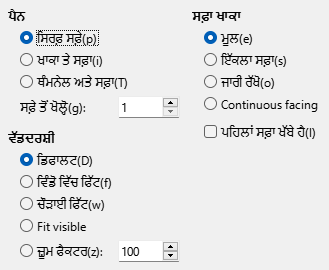 ਪੈਨ
ਸਿਰਫ਼ ਸਫ਼ੇ(p)
ਖਾਕਾ ਤੇ ਸਫ਼ਾ(i)
ਥੰਮਨੇਲ ਅਤੇ ਸਫ਼ਾ(T)
ਸਫ਼ੇ ਤੋਂ ਖੋਲ੍ਹੋ(g): 1
ਵੱਡਦਰਸ਼ੀ
ਡਿਫਾਲਟ(D)
ਵਿੰਡੋ ਵਿੱਚ ਫਿੱਟ(f)
ਚੌੜਾਈ ਫਿੱਟ(w)
Fit visible
ਜ਼ੂਮ ਫੈਕਟਰ(z): 100
ਸਫ਼ਾ ਖਾਕਾ
ਮੂਲ(e)
ਇੱਕਲਾ ਸਫ਼ਾ(s)
ਜਾਰੀ ਰੱਖੋ(o)
Continuous facing
ਪਹਿਲਾਂ ਸਫ਼ਾ ਖੱਬੇ ਹੈ(l)